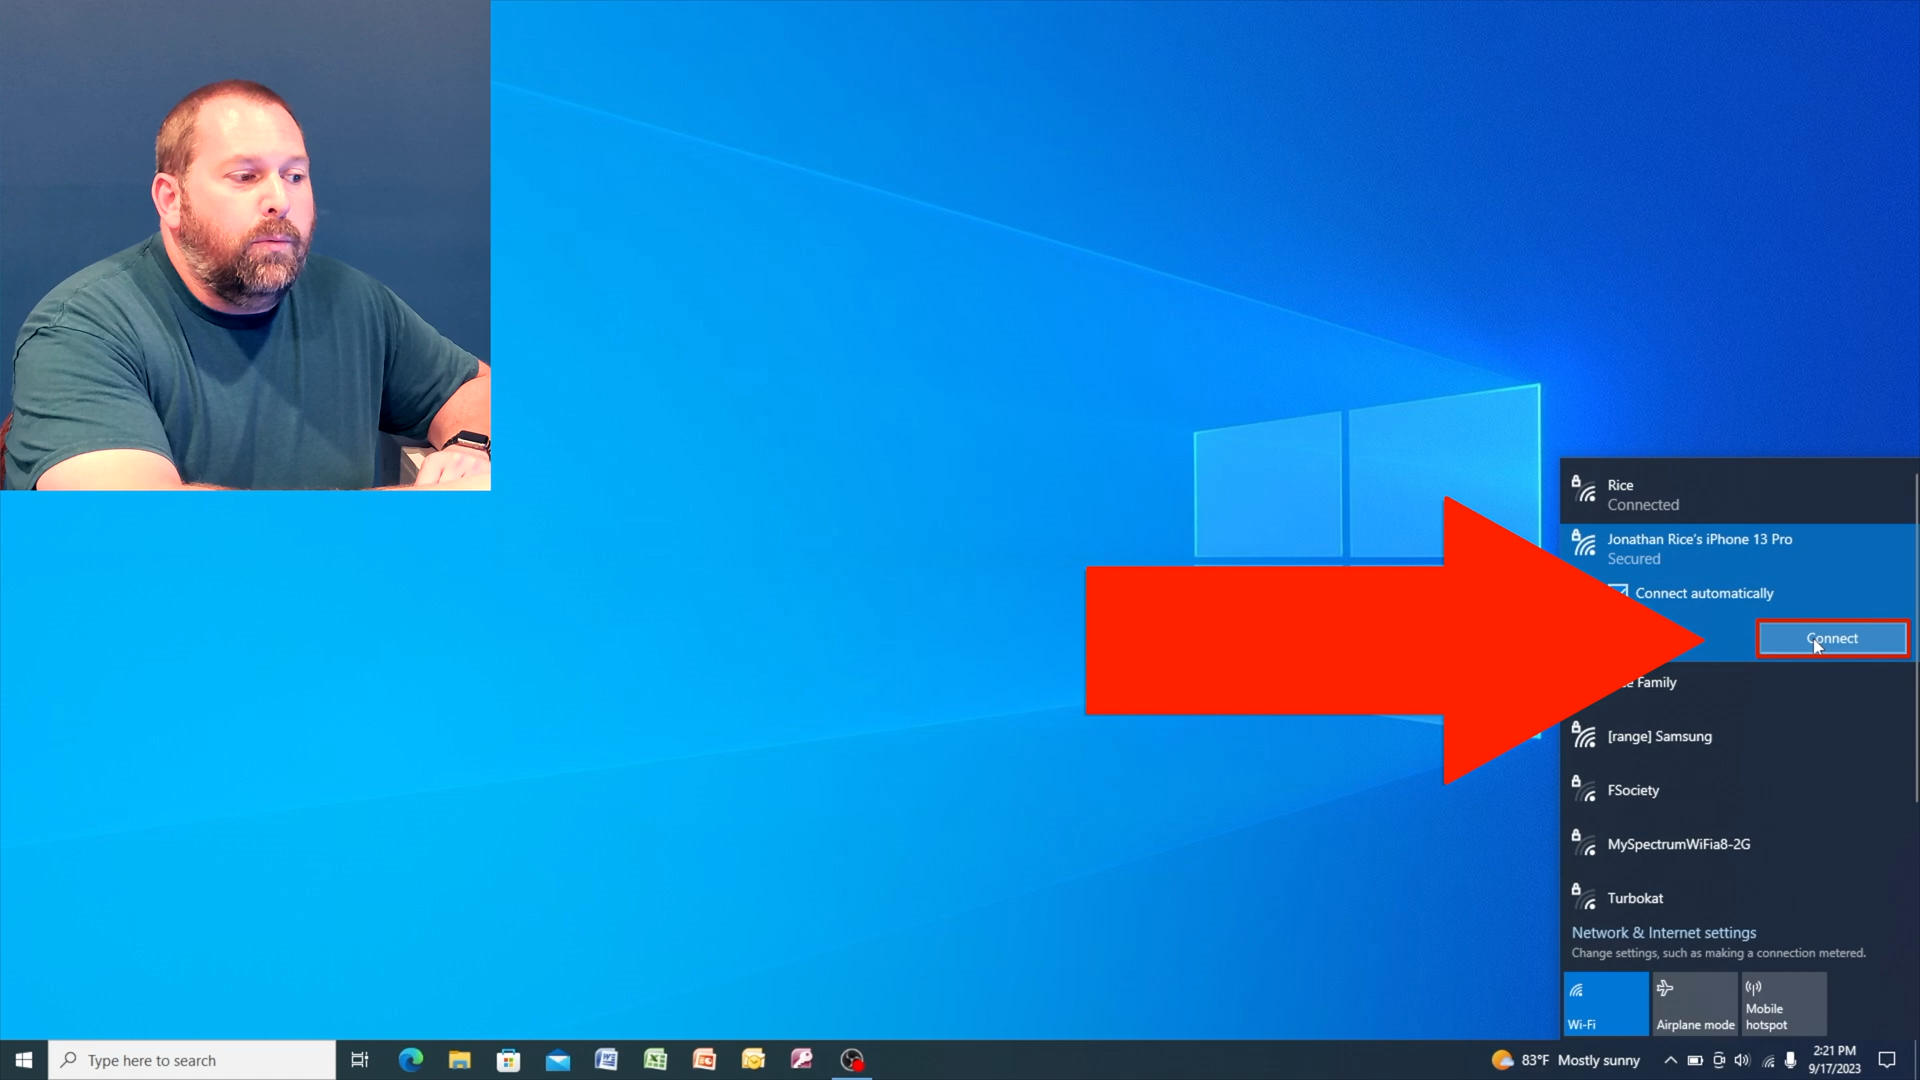 Rice
Connected
Jonathan Rice's iPhone 13 Pro
Secured
Connect automatically
Connect
Family
[range] Samsung
FSociety
MySpectrumWiFia8-2G
Turbokat
Network & Internet settings
Change settings, such as making a connection metered.
Wi-Fi
Airplane mode
Mobile
hotspot
Type here to search
83°F Mostly sunny
2:21 PM
9/17/2023